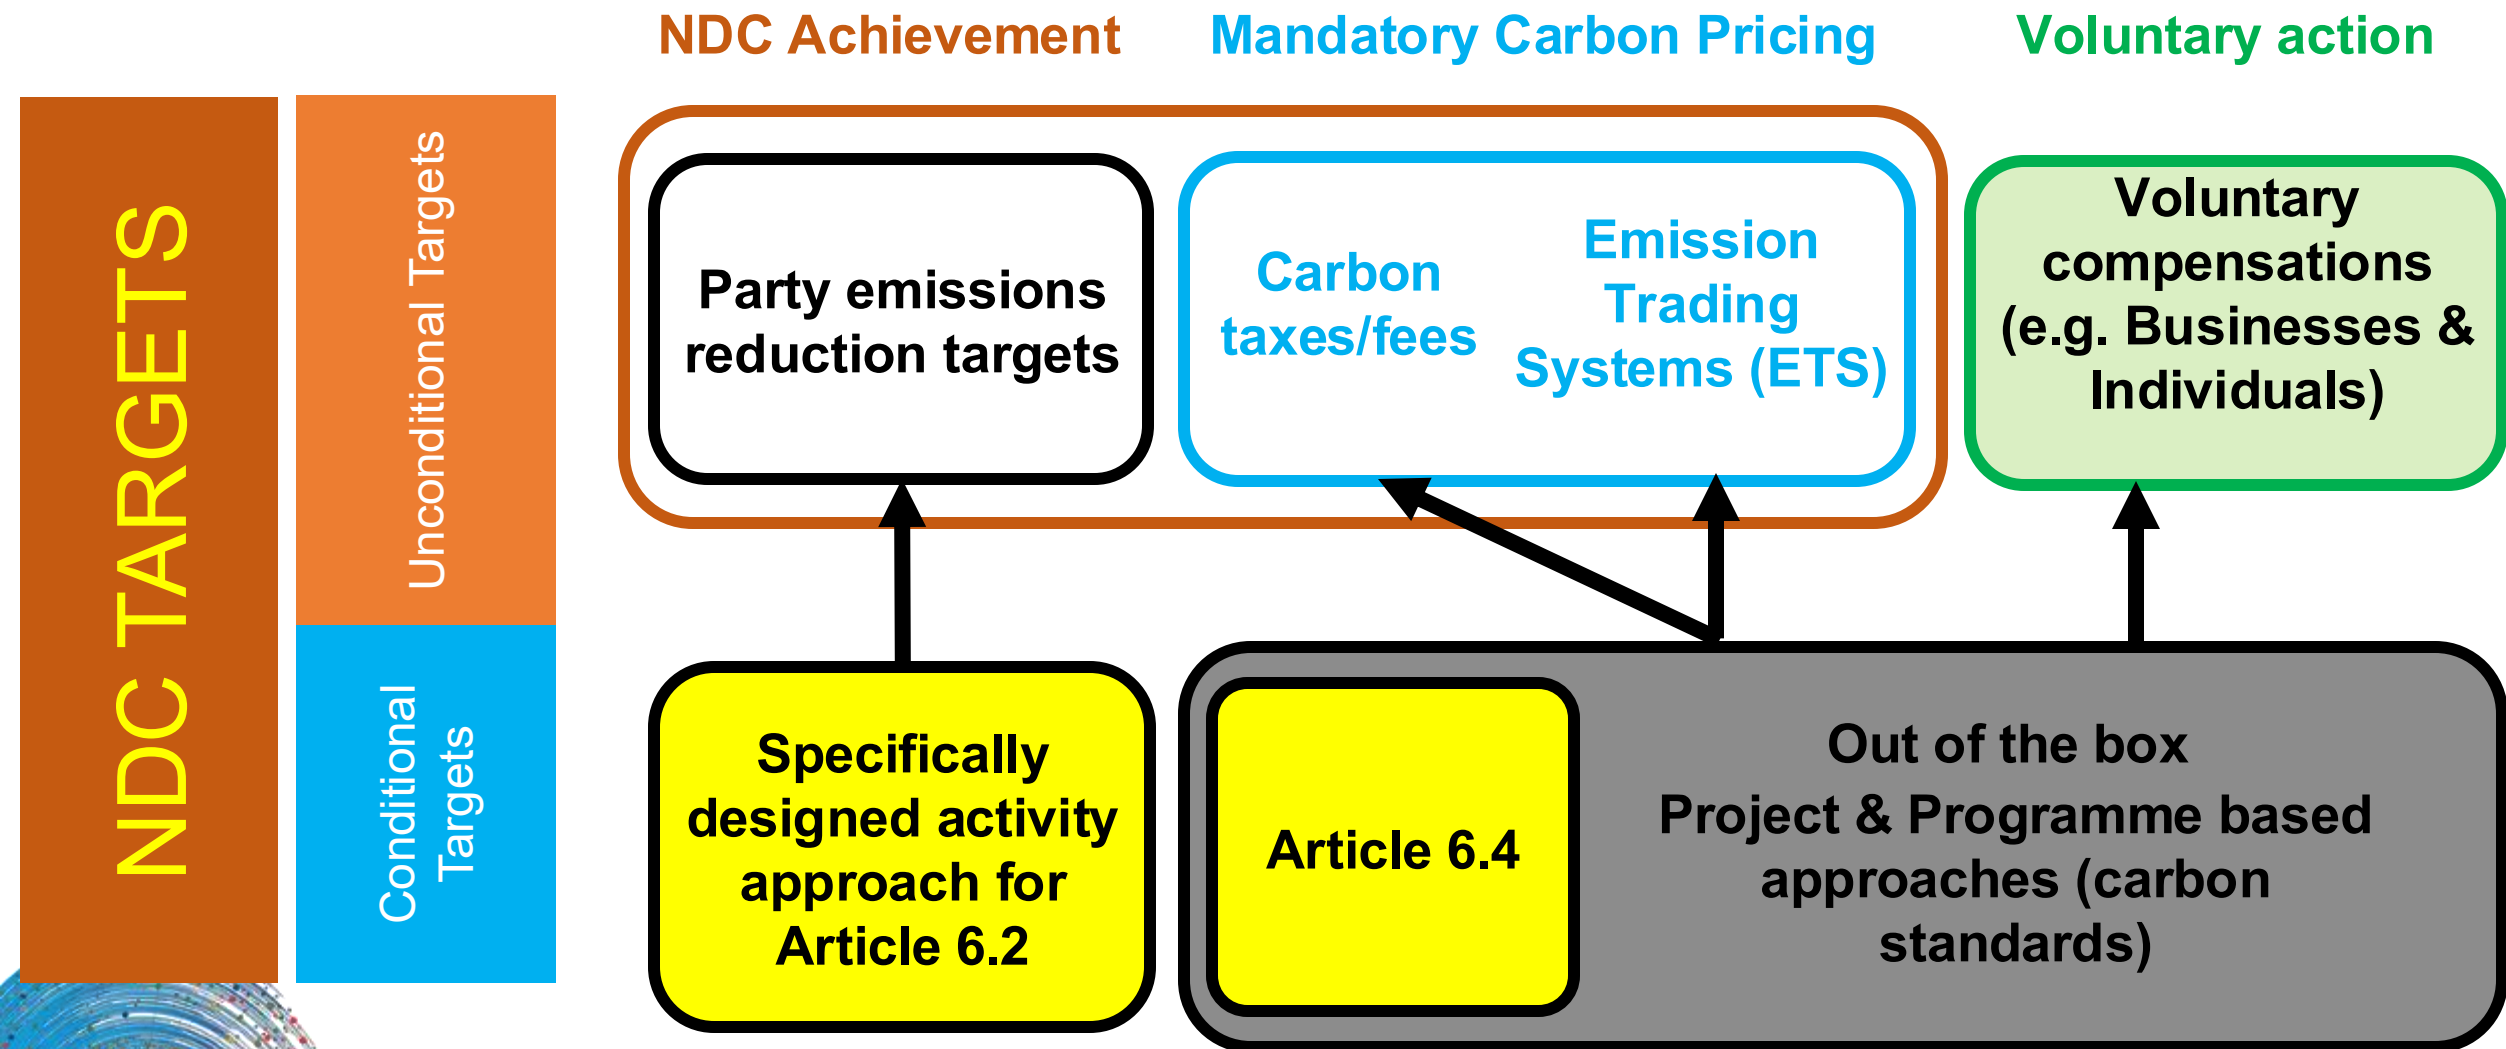 NDC Achievement
Mandatory Carbon Pricing
Voluntary action
NDC TARGETS
Unconditional Targets
Conditional
Targets
Party emissions
reduction targets
Carbon
taxes/fees
Emission
Trading
Systems (ETS)
Voluntary
compensations
(e.g. Businesses &
Individuals)
Specifically
designed activity
approach for
Article 6.2
Article 6.4
Out of the box
Project & Programme based
approaches (carbon
standards)